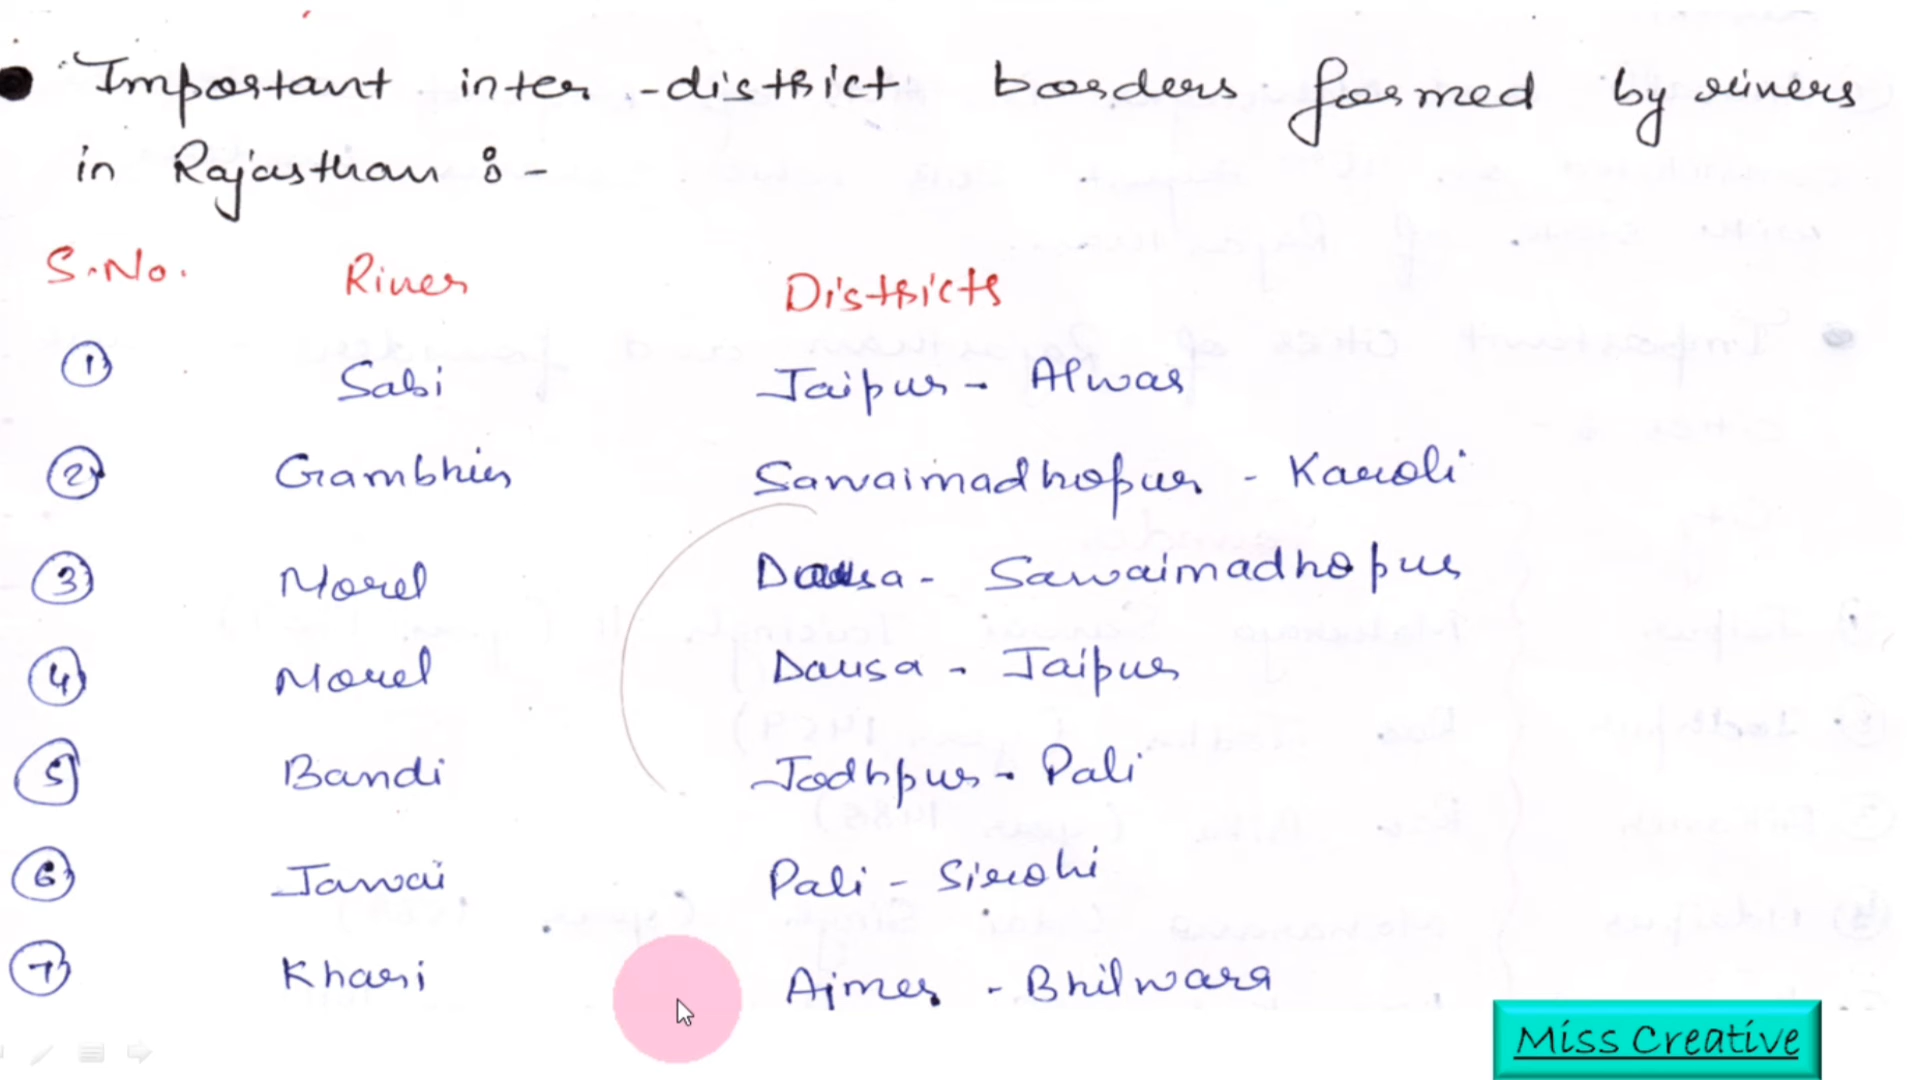 Important inter-district borders formed by rivers
in Rajasthan :-
S.No. River Districts
1 Sabi Jaipur - Alwar
2 Gambhir Sawaimadhopur - Karoli
3 Morel Dausa - Sawaimadhopur
4 Morel Dausa - Jaipur
5 Bandi Jodhpur - Pali
6 Jawai Pali - Sirohi
7 Khari Ajmer - Bhilwara
Miss Creative